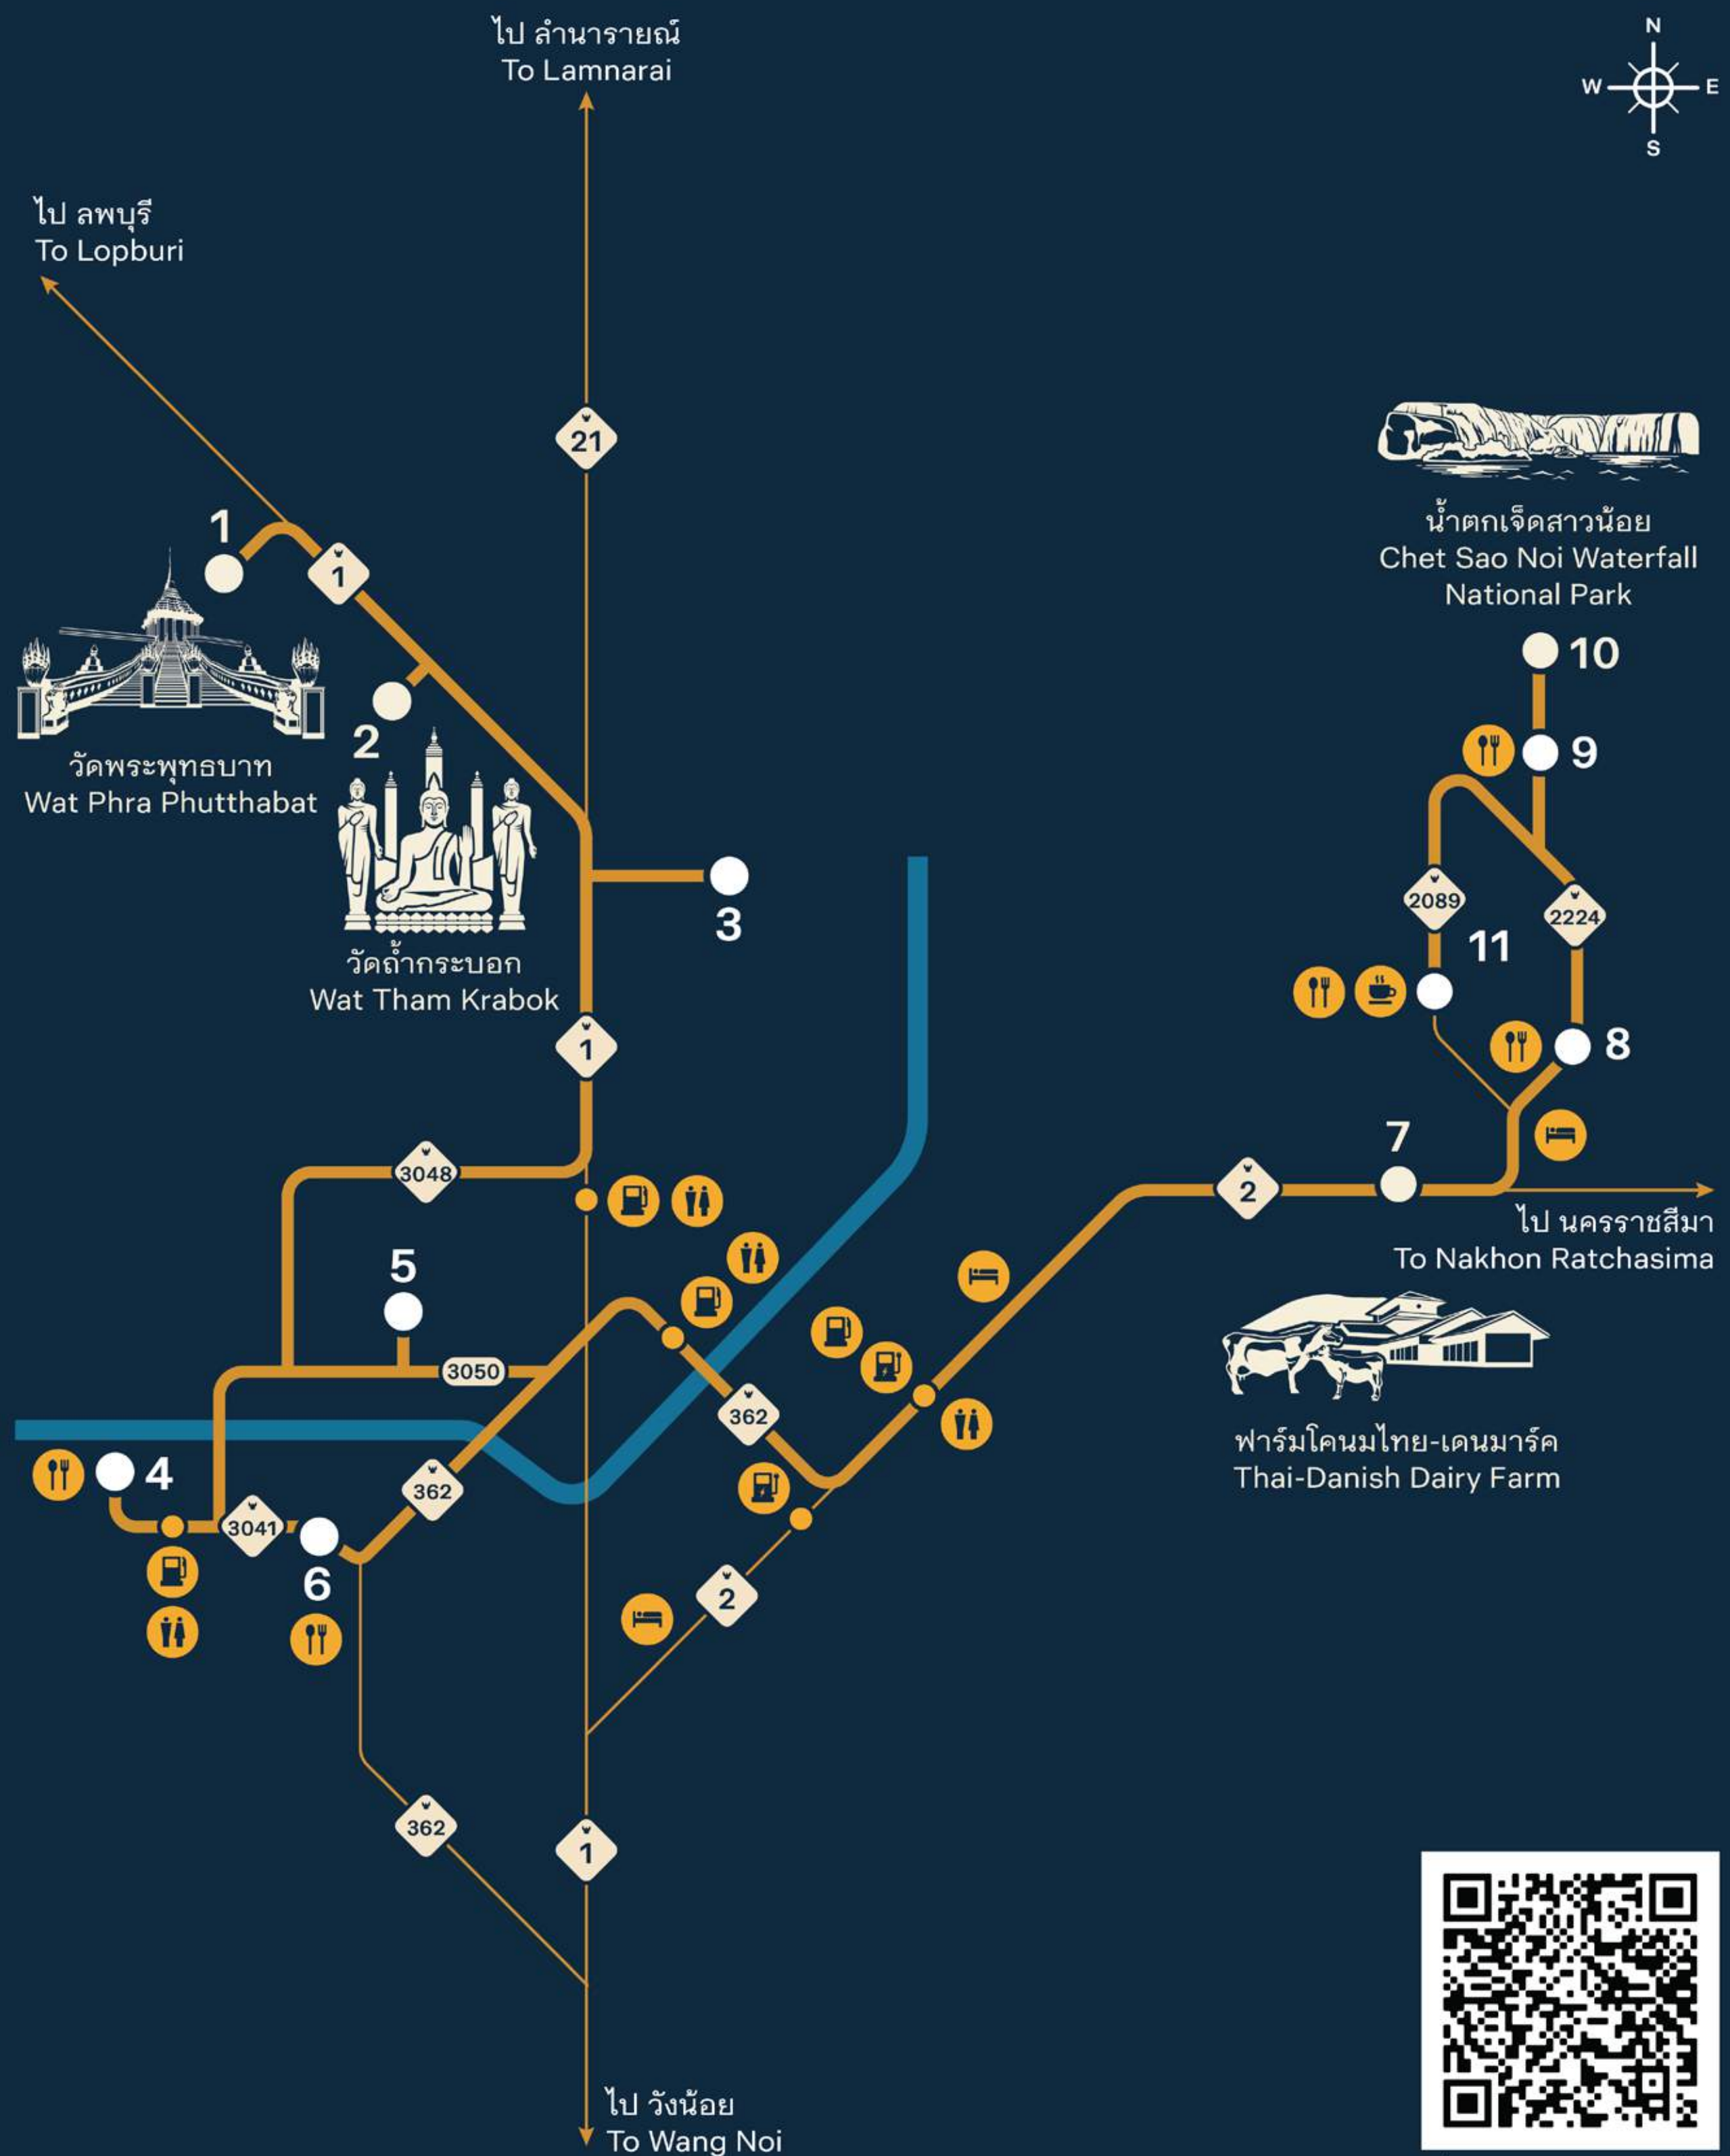 ไป ลำนารายณ์
To Lamnarai
N
W
E
S
ไป ลพบุรี
To Lopburi
21
1
1
น้ำตกเจ็ดสาวน้อย
Chet Sao Noi Waterfall
National Park
10
2
9
วัดพระพุทธบาท
Wat Phra Phutthabat
3
2089
2224
11
วัดถ้ำกระบอก
Wat Tham Krabok
1
8
7
3048
2
ไป นครราชสีมา
To Nakhon Ratchasima
5
3050
362
ฟาร์มโคนมไทย-เดนมาร์ค
Thai-Danish Dairy Farm
4
362
3041
6
2
362
1
ไป วังน้อย
To Wang Noi